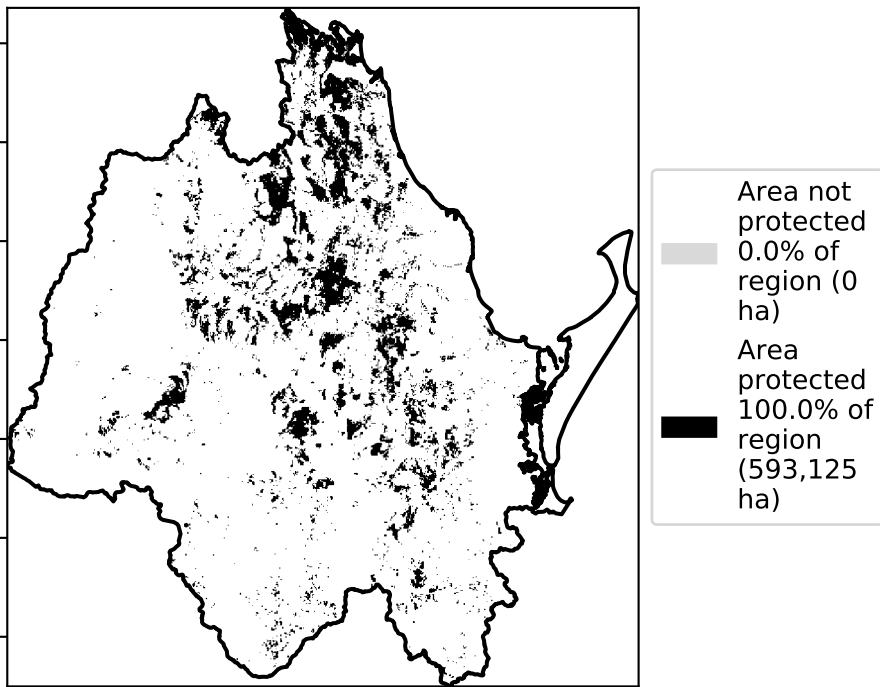 Area not
protected
0.0% of
region (0
ha)
Area
protected
100.0% of
region
(593,125
ha)